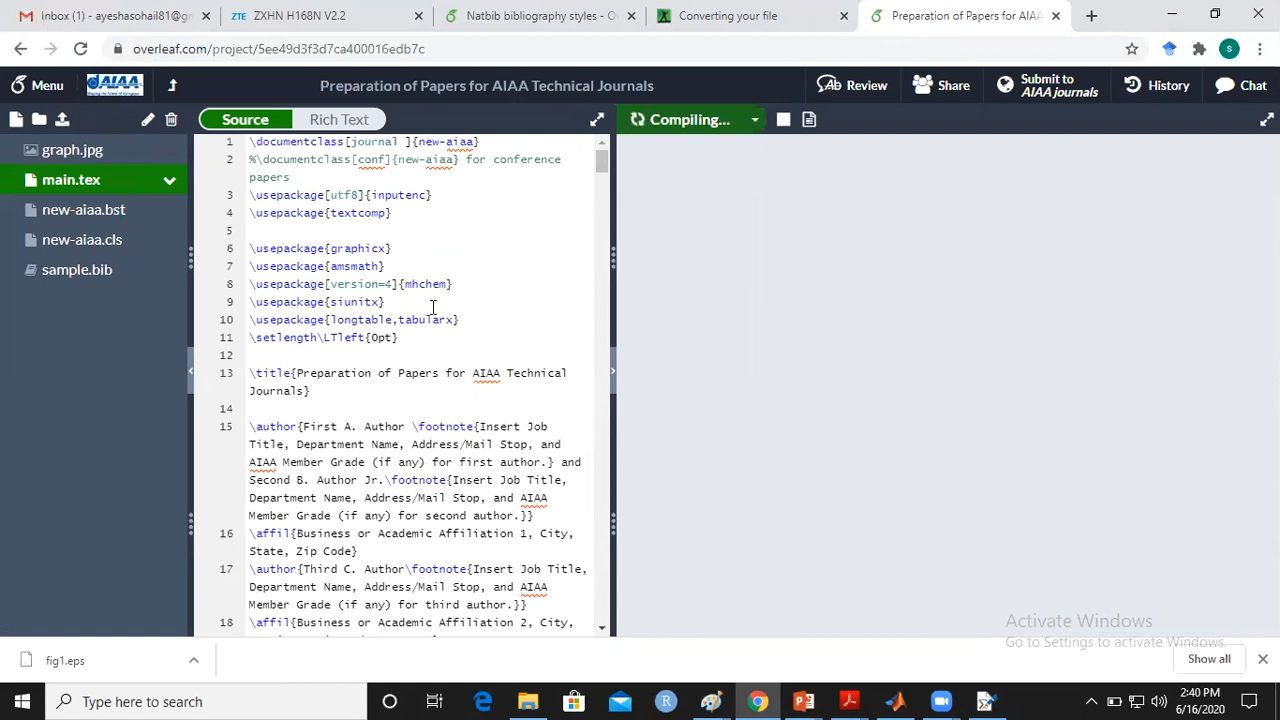 Inbox (1) - ayeshasohail81@gr
ZTE ZXHN H168N V2.2
Natbib bibliography styles - Ov
Converting your file
Preparation of Papers for AIAA
overleaf.com/project/5ee49d3f3d7ca400016edb7c
S
Menu
AIAA
Preparation of Papers for AIAA Technical Journals
Review
Share
Submit to
AIAA journals
History
Chat
Source
Rich Text
Compiling...
graph.jpg
main.tex
new-aiaa.bst
new-aiaa.cls
sample.bib
1 \documentclass[journal ]{new-aiaa}
2 %\documentclass[conf]{new-aiaa} for conference
papers
3 \usepackage[utf8]{inputenc}
4 \usepackage{textcomp}
5
6 \usepackage{graphicx}
7 \usepackage{amsmath}
8 \usepackage[version=4]{mhchem}
9 \usepackage{siunitx}
10 \usepackage{longtable,tabularx}
11 \setlength\LTleft{0pt}
12
13 \title{Preparation of Papers for AIAA Technical
Journals}
14
15 \author{First A. Author \footnote{Insert Job
Title, Department Name, Address/Mail Stop, and
AIAA Member Grade (if any) for first author.} and
Second B. Author Jr.\footnote{Insert Job Title,
Department Name, Address/Mail Stop, and AIAA
Member Grade (if any) for second author.}}
16 \affil{Business or Academic Affiliation 1, City,
State, Zip Code}
17 \author{Third C. Author\footnote{Insert Job Title,
Department Name, Address/Mail Stop, and AIAA
Member Grade (if any) for third author.}}
18 \affil{Business or Academic Affiliation 2, City,
Activate Windows
Go to Settings to activate Windows.
fig1.eps
Show all
Type here to search
2:40 PM
6/16/2020